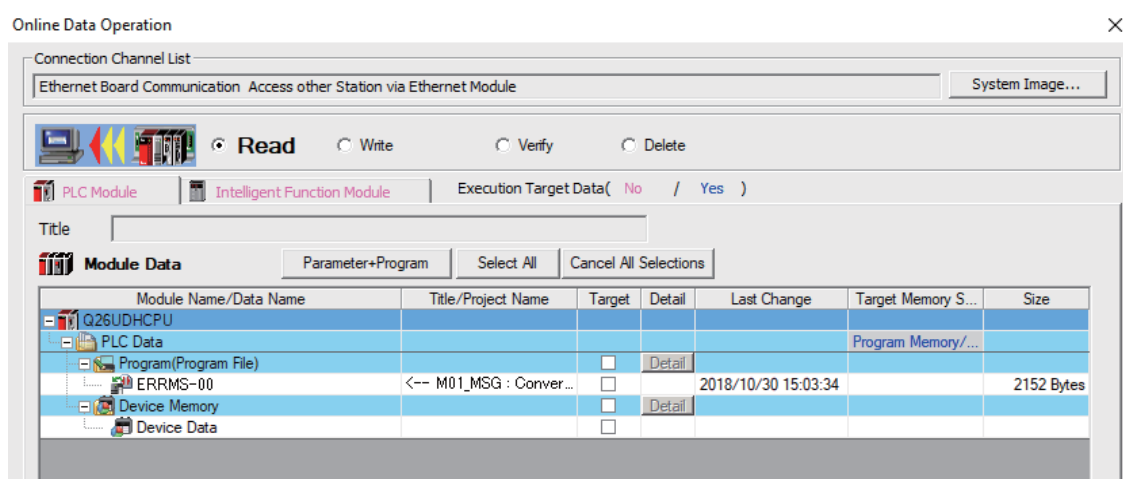 Online Data Operation
Connection Channel List
Ethernet Board Communication Access other Station via Ethernet Module
System Image...
Read Write Verify Delete
PLC Module Intelligent Function Module Execution Target Data( No / Yes )
Title
Module Data Parameter+Program Select All Cancel All Selections
Module Name/Data Name Title/Project Name Target Detail Last Change Target Memory S... Size
Q26UDHCPU
PLC Data Program Memory/...
Program(Program File) Detail
ERRMS-00 <-- M01_MSG : Conver... 2018/10/30 15:03:34 2152 Bytes
Device Memory Detail
Device Data